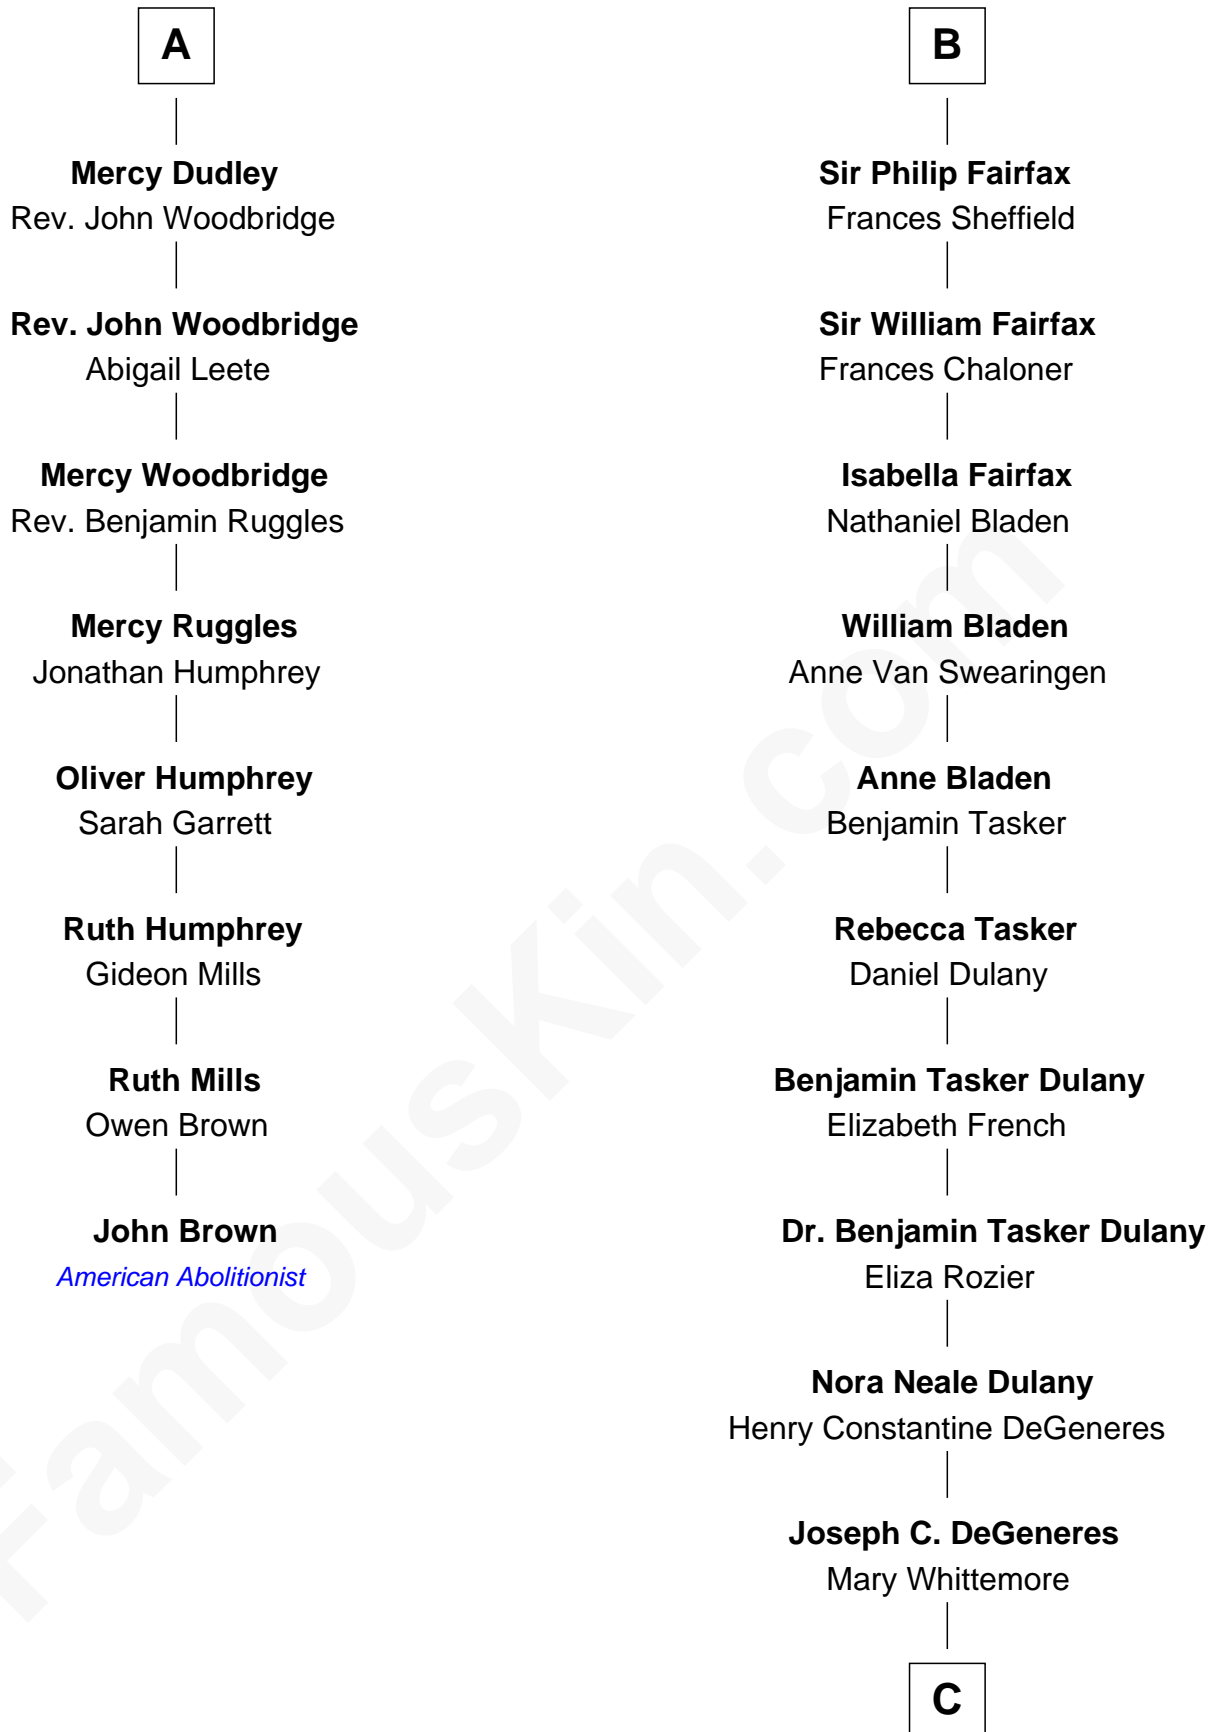 A
Mercy Dudley
Rev. John Woodbridge
Rev. John Woodbridge
Abigail Leete
Mercy Woodbridge
Rev. Benjamin Ruggles
Mercy Ruggles
Jonathan Humphrey
Oliver Humphrey
Sarah Garrett
Ruth Humphrey
Gideon Mills
Ruth Mills
Owen Brown
John Brown
American Abolitionist
B
Sir Philip Fairfax
Frances Sheffield
Sir William Fairfax
Frances Chaloner
Isabella Fairfax
Nathaniel Bladen
William Bladen
Anne Van Swearingen
Anne Bladen
Benjamin Tasker
Rebecca Tasker
Daniel Dulany
Benjamin Tasker Dulany
Elizabeth French
Dr. Benjamin Tasker Dulany
Eliza Rozier
Nora Neale Dulany
Henry Constantine DeGeneres
Joseph C. DeGeneres
Mary Whittemore
C
FamousKin.com